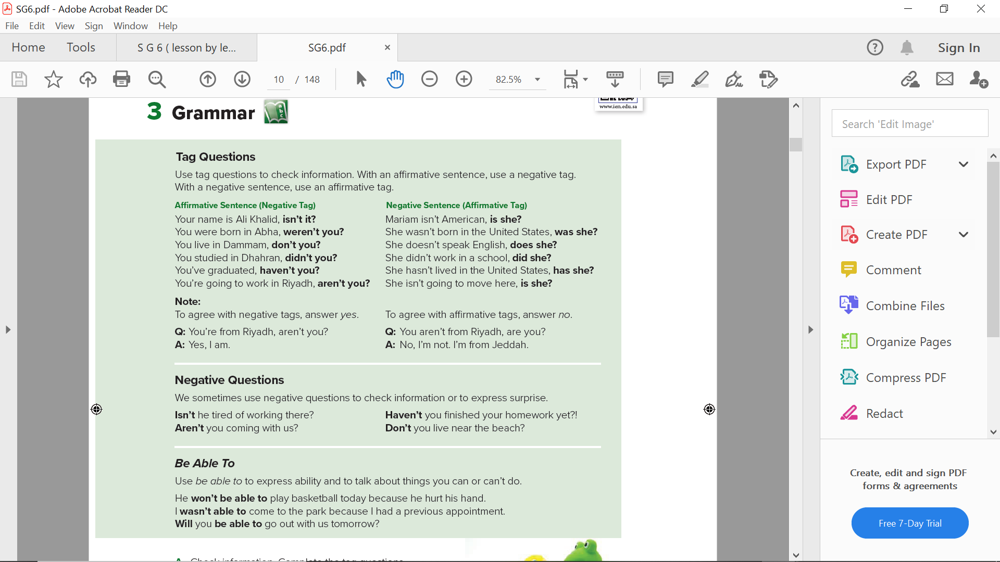 SG6.pdf - Adobe Acrobat Reader DC
File Edit View Sign Window Help
Home Tools S G 6 ( lesson by le... SG6.pdf Sign In
10 / 148 82.5%
3 Grammar
abc
www.ien.edu.sa
Tag Questions
Use tag questions to check information. With an affirmative sentence, use a negative tag.
With a negative sentence, use an affirmative tag.
Affirmative Sentence (Negative Tag)
Your name is Ali Khalid, isn't it?
You were born in Abha, weren't you?
You live in Dammam, don't you?
You studied in Dhahran, didn't you?
You've graduated, haven't you?
You're going to work in Riyadh, aren't you?
Negative Sentence (Affirmative Tag)
Mariam isn't American, is she?
She wasn't born in the United States, was she?
She doesn't speak English, does she?
She didn't work in a school, did she?
She hasn't lived in the United States, has she?
She isn't going to move here, is she?
Note:
To agree with negative tags, answer yes.
Q: You're from Riyadh, aren't you?
A: Yes, I am.
To agree with affirmative tags, answer no.
Q: You aren't from Riyadh, are you?
A: No, I'm not. I'm from Jeddah.
Negative Questions
We sometimes use negative questions to check information or to express surprise.
Isn't he tired of working there?
Aren't you coming with us?
Haven't you finished your homework yet?!
Don't you live near the beach?
Be Able To
Use be able to to express ability and to talk about things you can or can't do.
He won't be able to play basketball today because he hurt his hand.
I wasn't able to come to the park because I had a previous appointment.
Will you be able to go out with us tomorrow?
A Check information. Complete the tag questions.
Search 'Edit Image'
Export PDF
Edit PDF
Create PDF
Comment
Combine Files
Organize Pages
Compress PDF
Redact
Create, edit and sign PDF
forms & agreements
Free 7-Day Trial